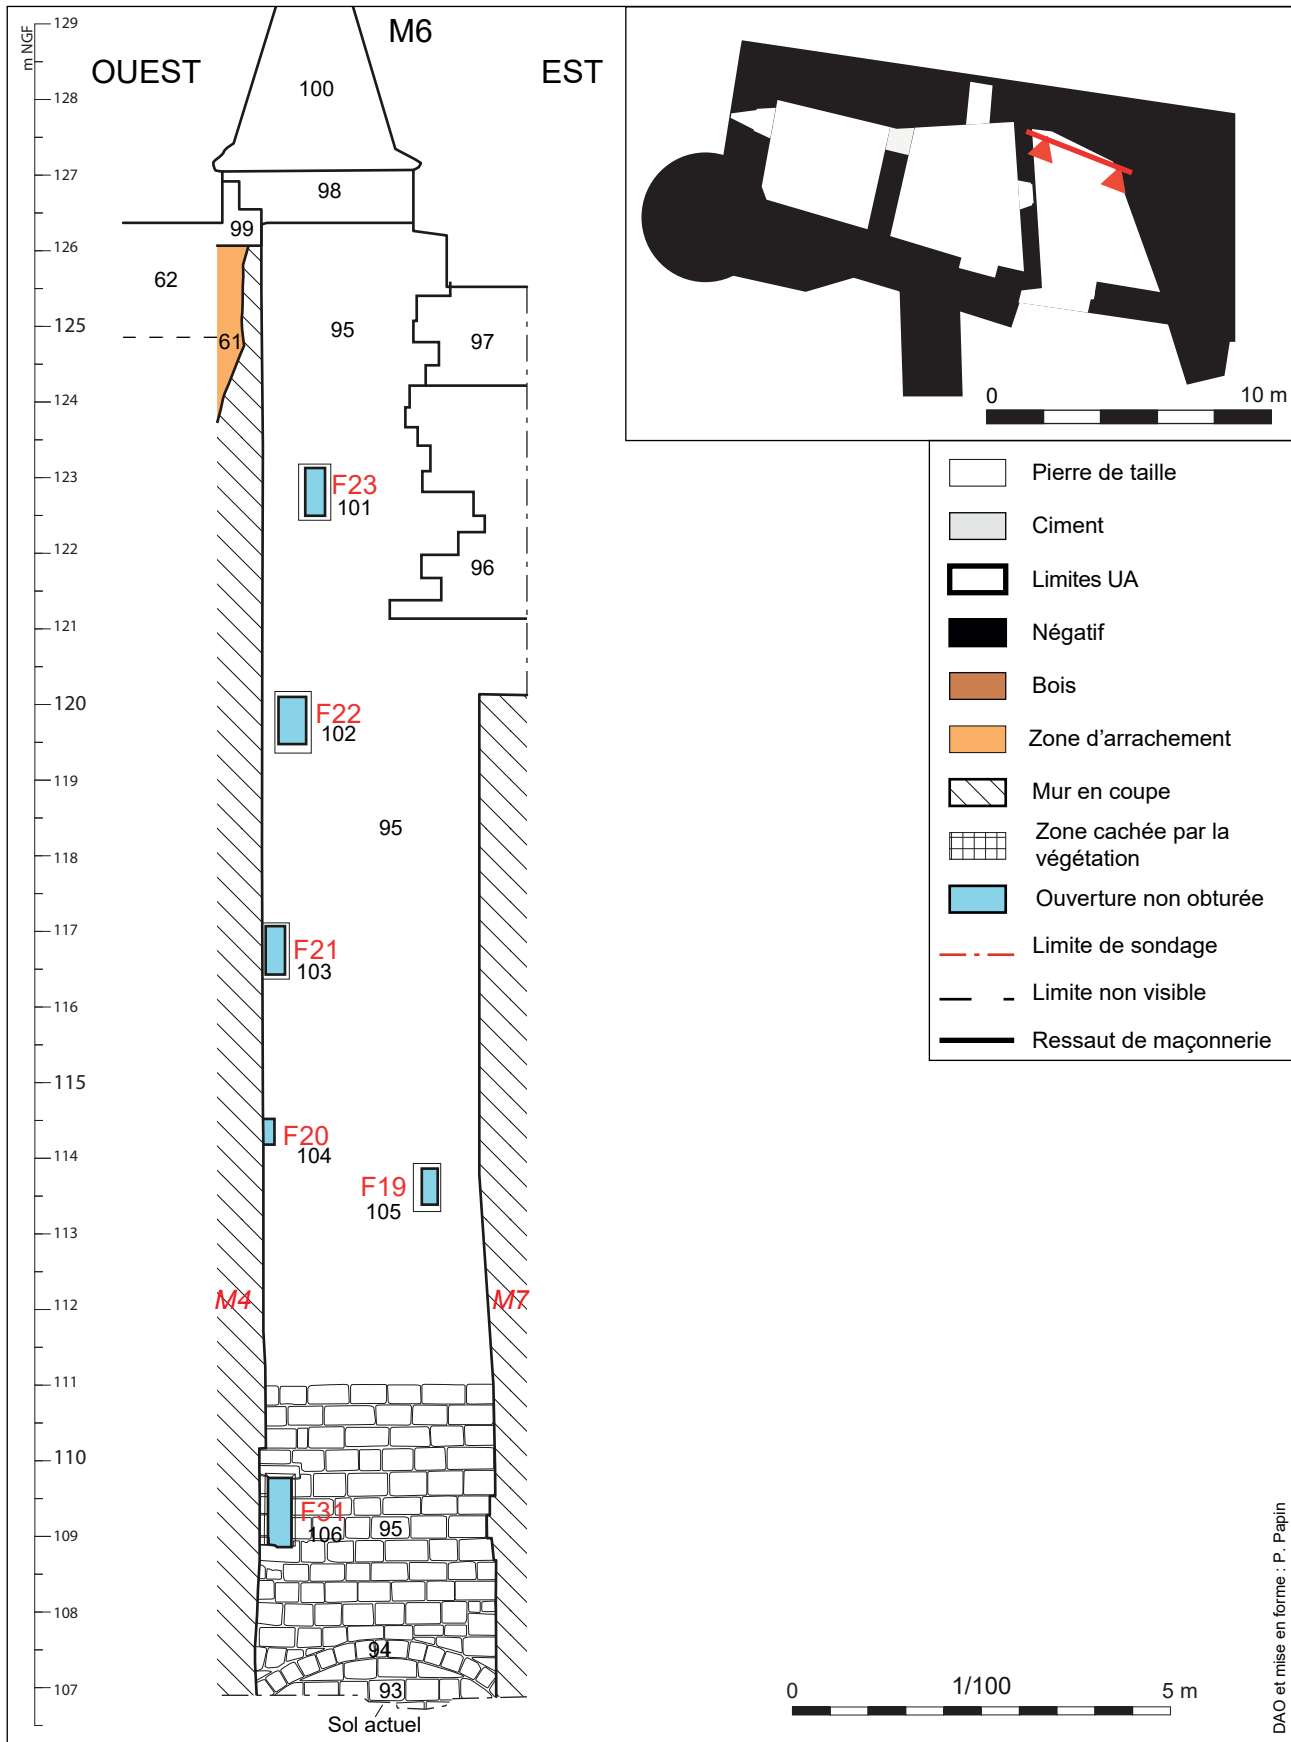 m NGF
129
128
127
126
125
124
123
122
121
120
119
118
117
116
115
114
113
112
111
110
109
108
107
M6
OUEST
EST
100
98
99
62
61
95
97
F23
101
96
F22
102
95
F21
103
F20
104
F19
105
M4
M7
F31
106
95
94
93
Sol actuel
0
10 m
Pierre de taille
Ciment
Limites UA
Négatif
Bois
Zone d'arrachement
Mur en coupe
Zone cachée par la
végétation
Ouverture non obturée
Limite de sondage
Limite non visible
Ressaut de maçonnerie
0
1/100
5 m
DAO et mise en forme : P. Papin